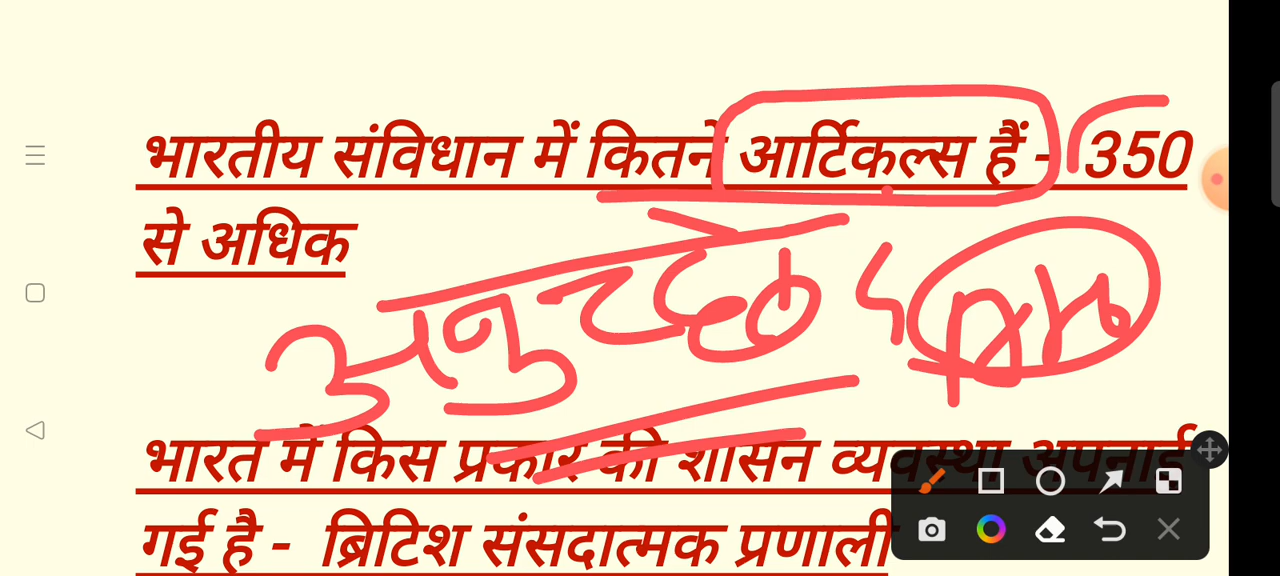 भारतीय संविधान में कितने आर्टिकल्स हैं - 350
से अधिक
अनुच्छेद
भारत में किस प्रकार की शासन व्यवस्था अपनाई
गई है - ब्रिटिश संसदात्मक प्रणाली